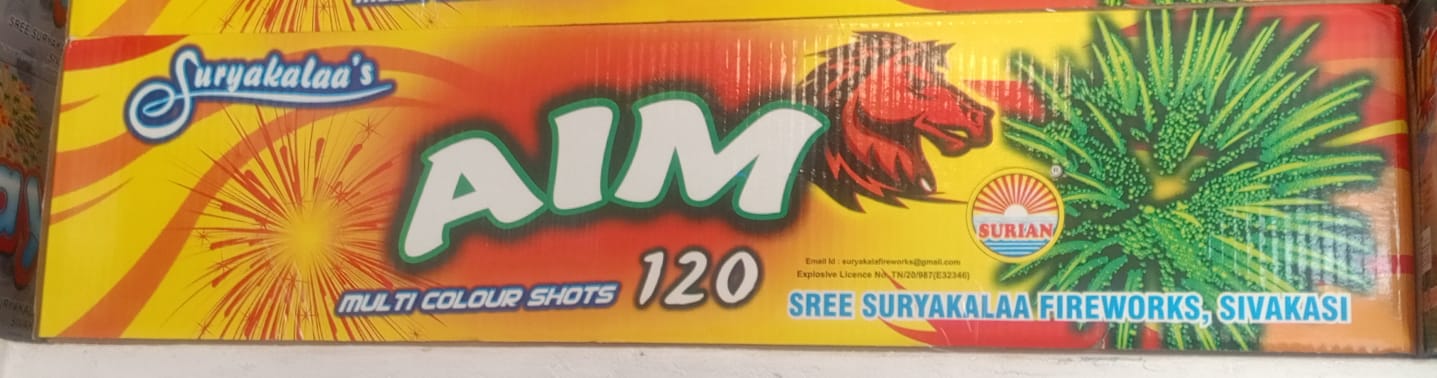 Suryakalaa's
AIM
SURIAN
120
MULTI COLOUR SHOTS
Email Id : suryakalafireworks@gmail.com
Explosive Licence No. TN/20/987(E32346)
SREE SURYAKALAA FIREWORKS, SIVAKASI